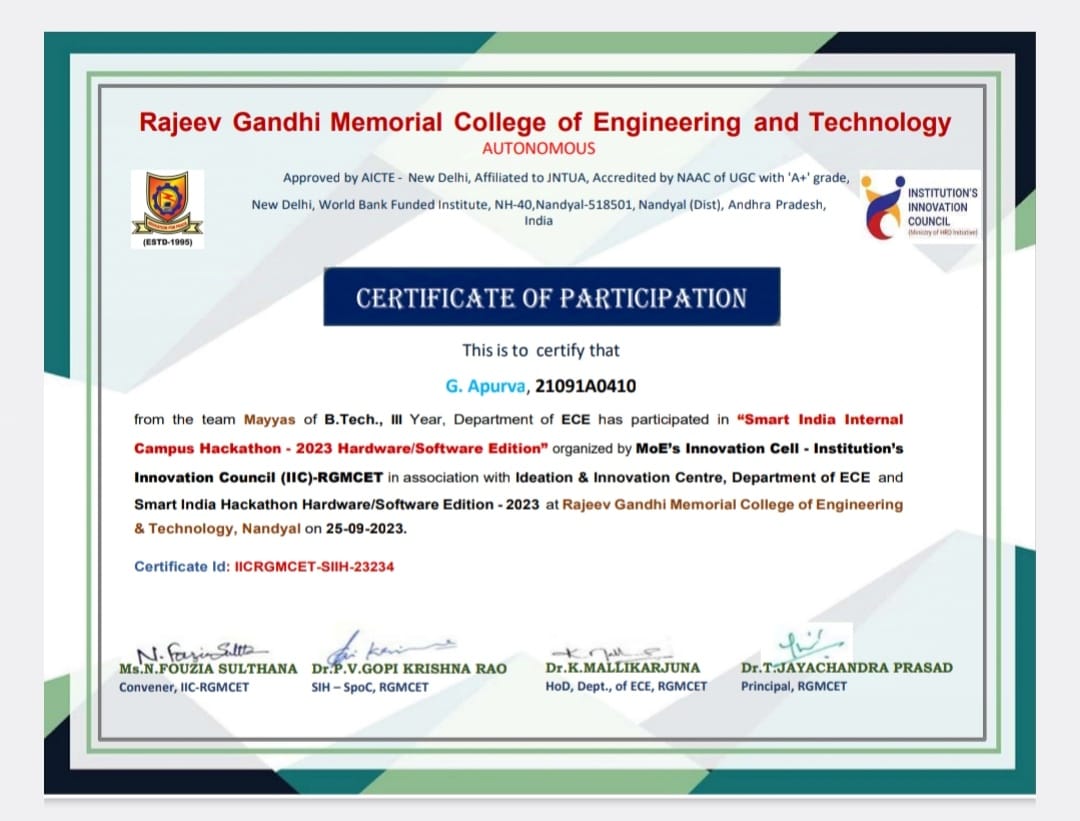 Rajeev Gandhi Memorial College of Engineering and Technology
AUTONOMOUS
Approved by AICTE - New Delhi, Affiliated to JNTUA, Accredited by NAAC of UGC with 'A+' grade,
New Delhi, World Bank Funded Institute, NH-40,Nandyal-518501, Nandyal (Dist), Andhra Pradesh,
India
(ESTD-1995)
INSTITUTION'S
INNOVATION
COUNCIL
(Ministry of HRD Initiative)
CERTIFICATE OF PARTICIPATION
This is to certify that
G. Apurva, 21091A0410
from the team Mayyas of B.Tech., III Year, Department of ECE has participated in “Smart India Internal
Campus Hackathon - 2023 Hardware/Software Edition” organized by MoE’s Innovation Cell - Institution’s
Innovation Council (IIC)-RGMCET in association with Ideation & Innovation Centre, Department of ECE and
Smart India Hackathon Hardware/Software Edition - 2023 at Rajeev Gandhi Memorial College of Engineering
& Technology, Nandyal on 25-09-2023.
Certificate Id: IICRGMCET-SIIH-23234
Ms.N.FOUZIA SULTHANA Dr.P.V.GOPI KRISHNA RAO Dr.K.MALLIKARJUNA Dr.T.JAYACHANDRA PRASAD
Convener, IIC-RGMCET SIH – SpoC, RGMCET HoD, Dept., of ECE, RGMCET Principal, RGMCET